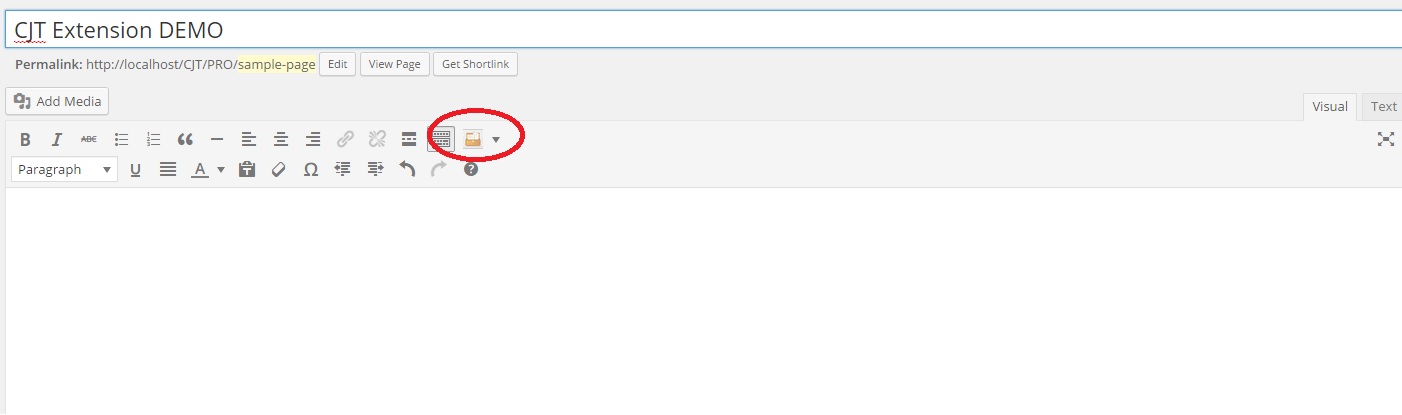 CJT Extension DEMO
Permalink: http://localhost/CJT/PRO/sample-page Edit View Page Get Shortlink
Add Media
Visual Text
B I ABC
Paragraph U A Ω ?